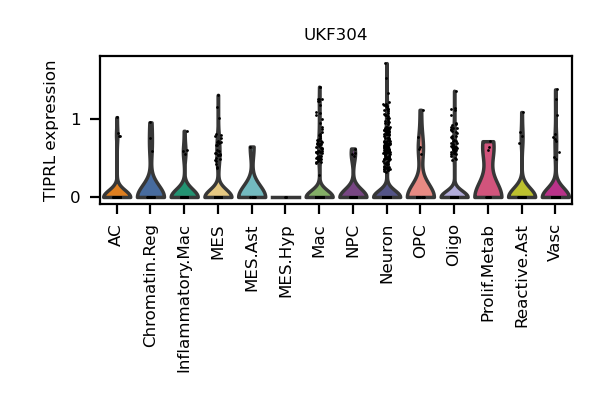 UKF304
TIPRL expression
1
0
AC
Chromatin.Reg
Inflammatory.Mac
MES
MES.Ast
MES.Hyp
Mac
NPC
Neuron
OPC
Oligo
Prolif.Metab
Reactive.Ast
Vasc